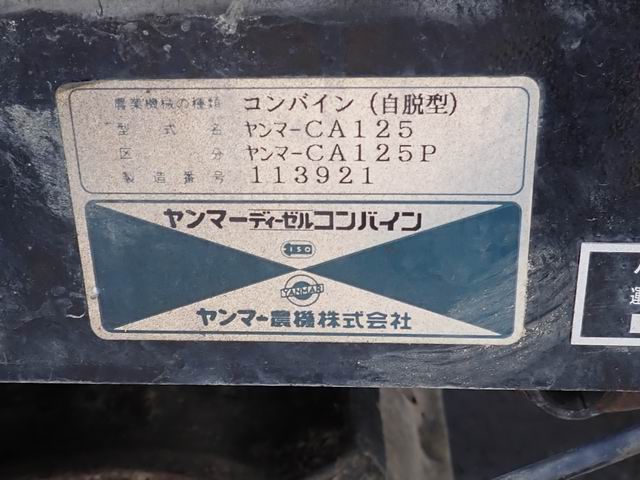 農業機械の種類 コンバイン (自脱型)
型式名 ヤンマーCA125
区分 ヤンマーCA125P
製造番号 113921
ヤンマーディーゼルコンバイン
ISO
YANMAR
ヤンマー農機株式会社
運